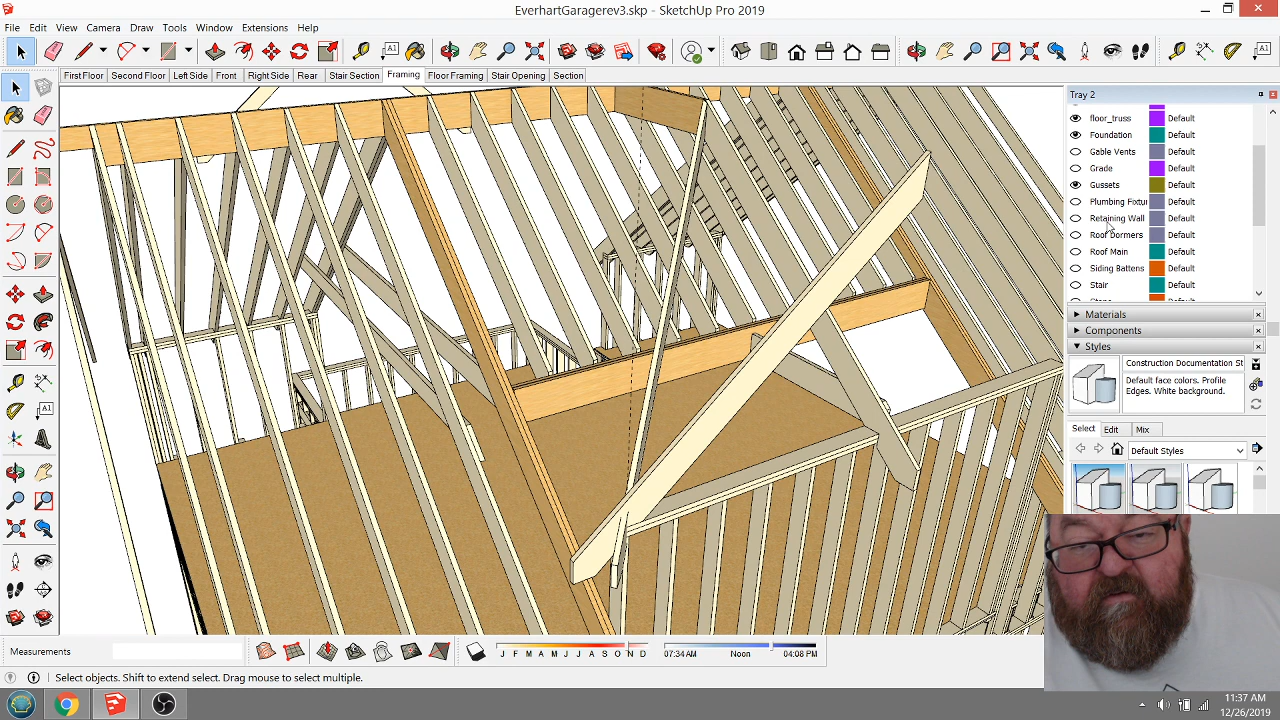 EverhartGaragerev3.skp - SketchUp Pro 2019
File Edit View Camera Draw Tools Window Extensions Help
A1
First Floor Second Floor Left Side Front Right Side Rear Stair Section Framing Floor Framing Stair Opening Section
Tray 2
floor_truss Default
Foundation Default
Gable Vents Default
Grade Default
Gussets Default
Plumbing Fixtu Default
Retaining Wall Default
Roof Dormers Default
Roof Main Default
Siding Battens Default
Stair Default
Default
Materials
Components
Styles
Construction Documentation St
Default face colors. Profile
Edges. White background.
Select Edit Mix
Default Styles
A1
Measurements
J F M A M J J A S O N D
07:34 AM Noon 04:08 PM
Select objects. Shift to extend select. Drag mouse to select multiple.
11:37 AM
12/26/2019